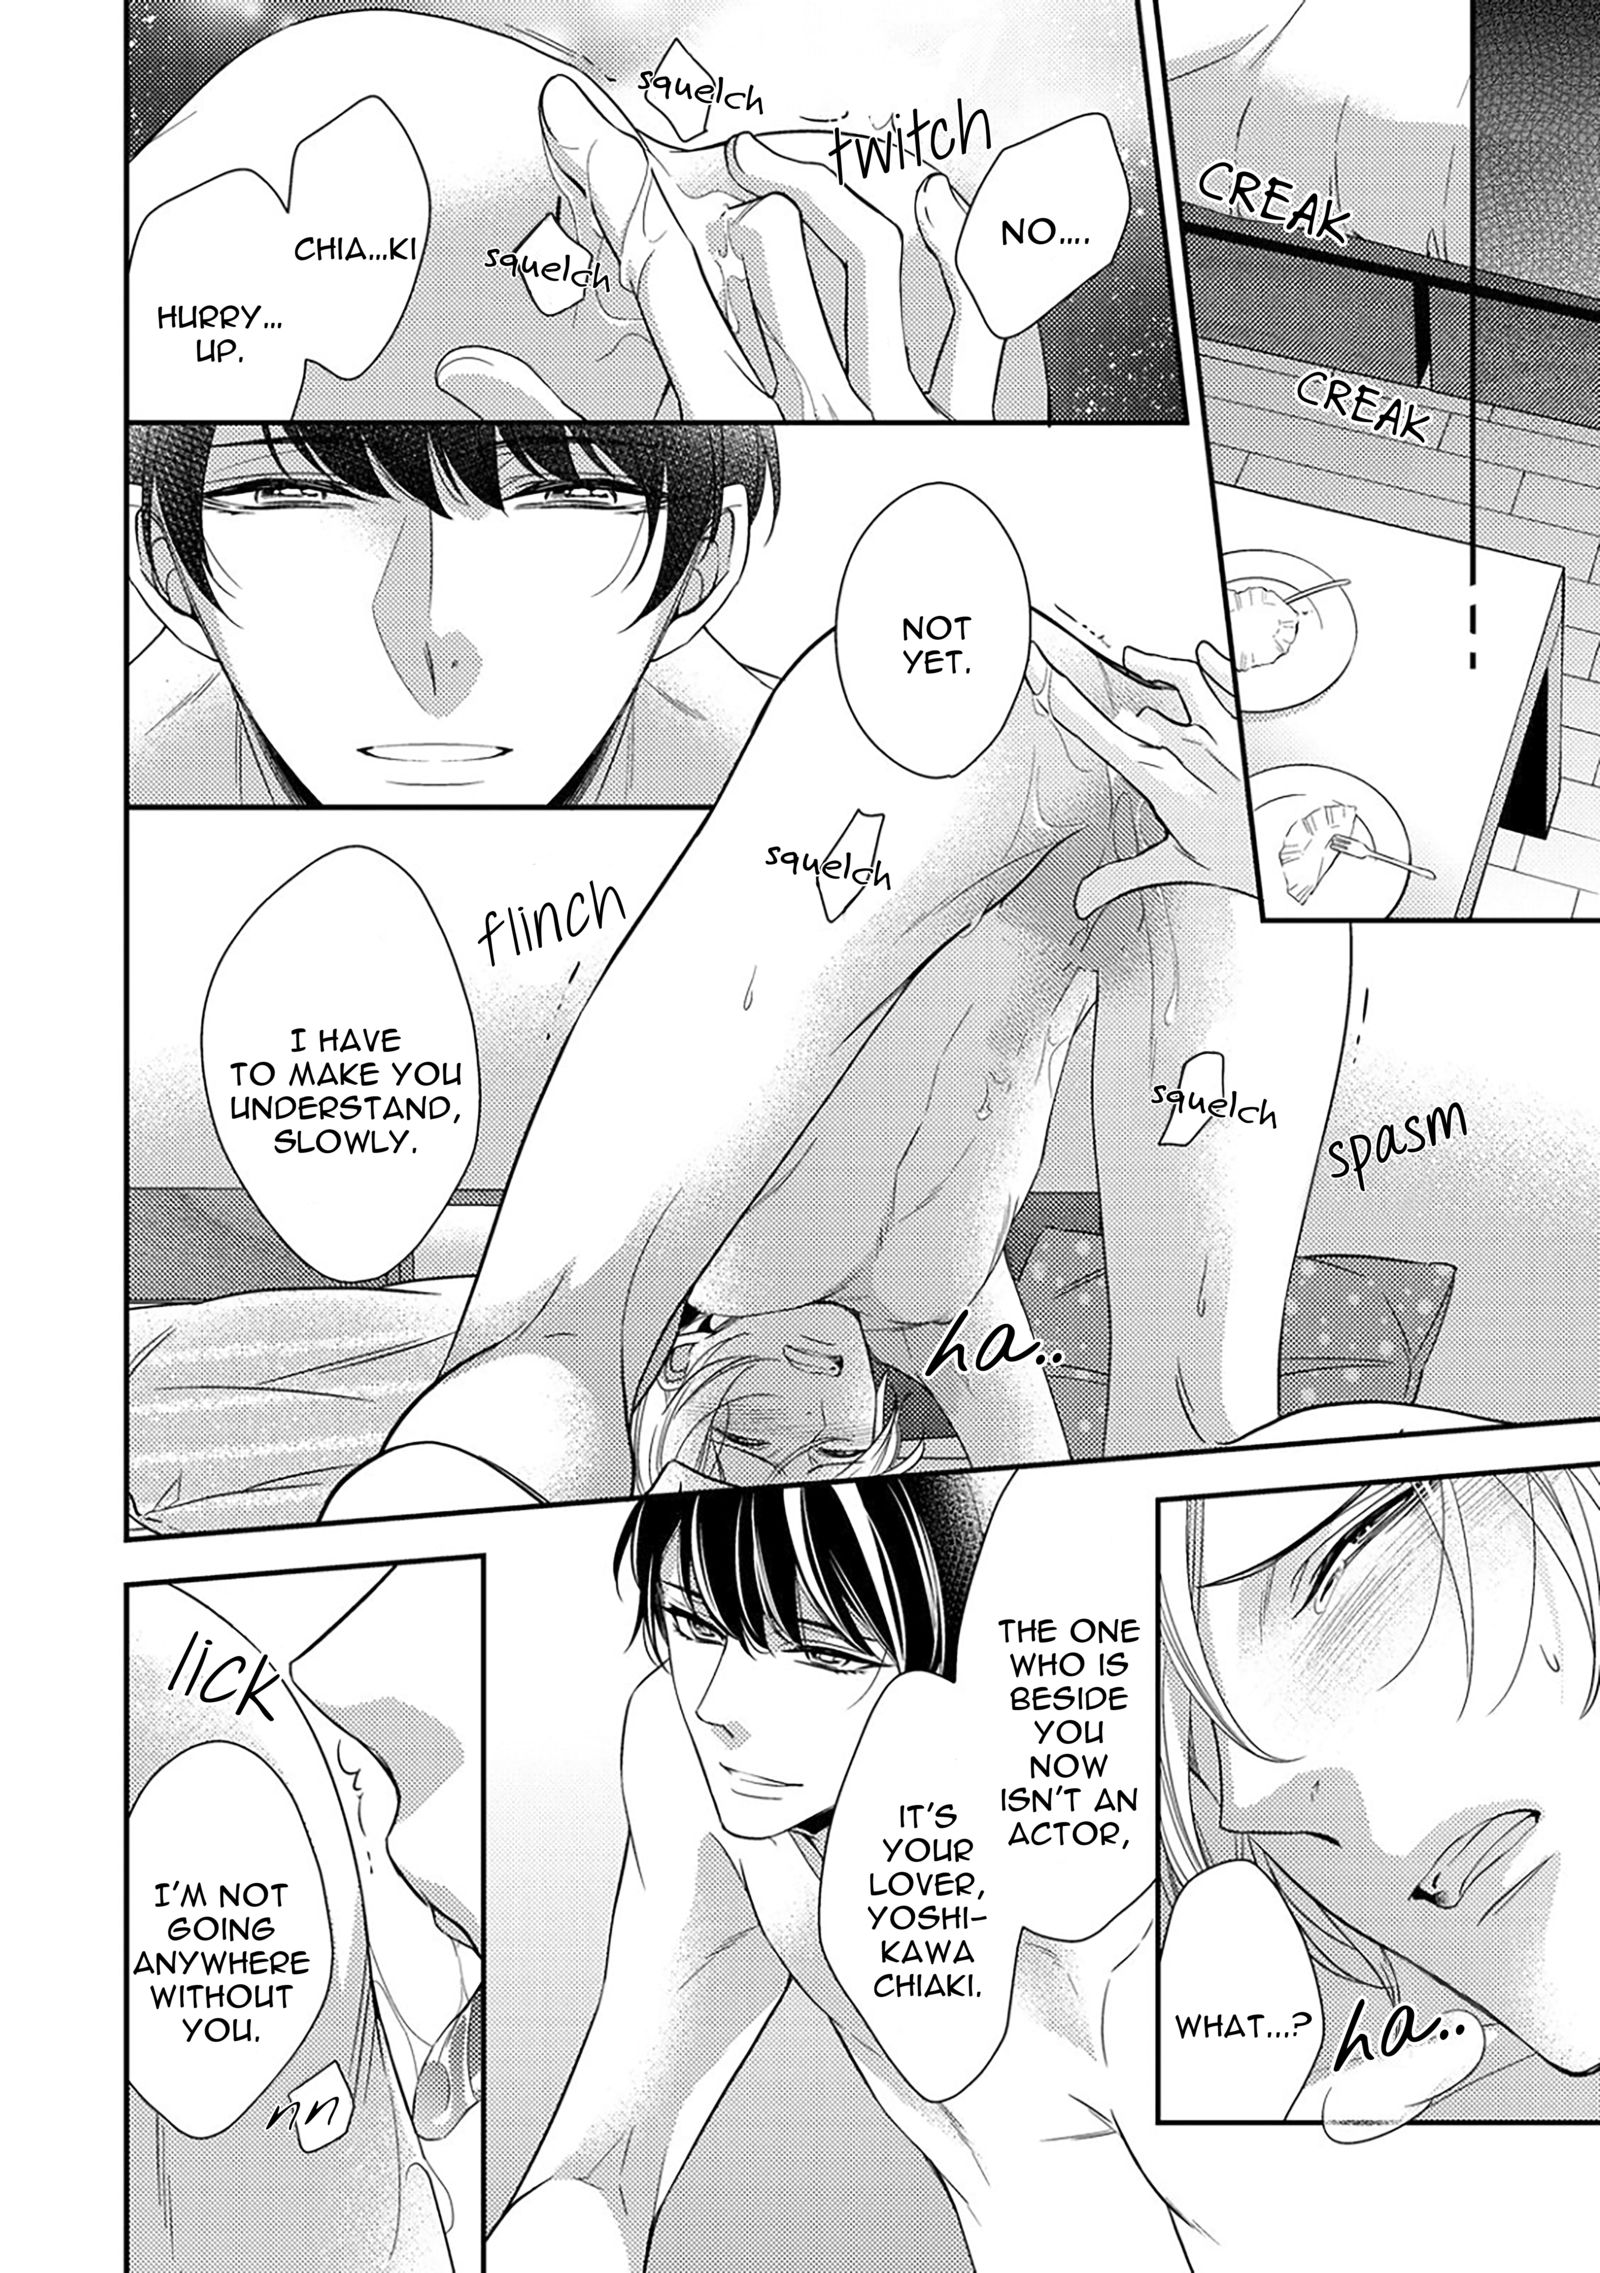 CREAK
CREAK
NO....
twitch
squelch
squelch
CHIA...KI
HURRY...
UP.
NOT
YET.
squelch
flinch
I HAVE
TO MAKE YOU
UNDERSTAND,
SLOWLY.
squelch
spasm
ha..
WHAT...?
ha..
THE ONE
WHO IS
BESIDE
YOU
NOW
ISN'T AN
ACTOR,
IT'S
YOUR
LOVER,
YOSHI-
KAWA
CHIAKI.
lick
I'M NOT
GOING
ANYWHERE
WITHOUT
YOU.
nn